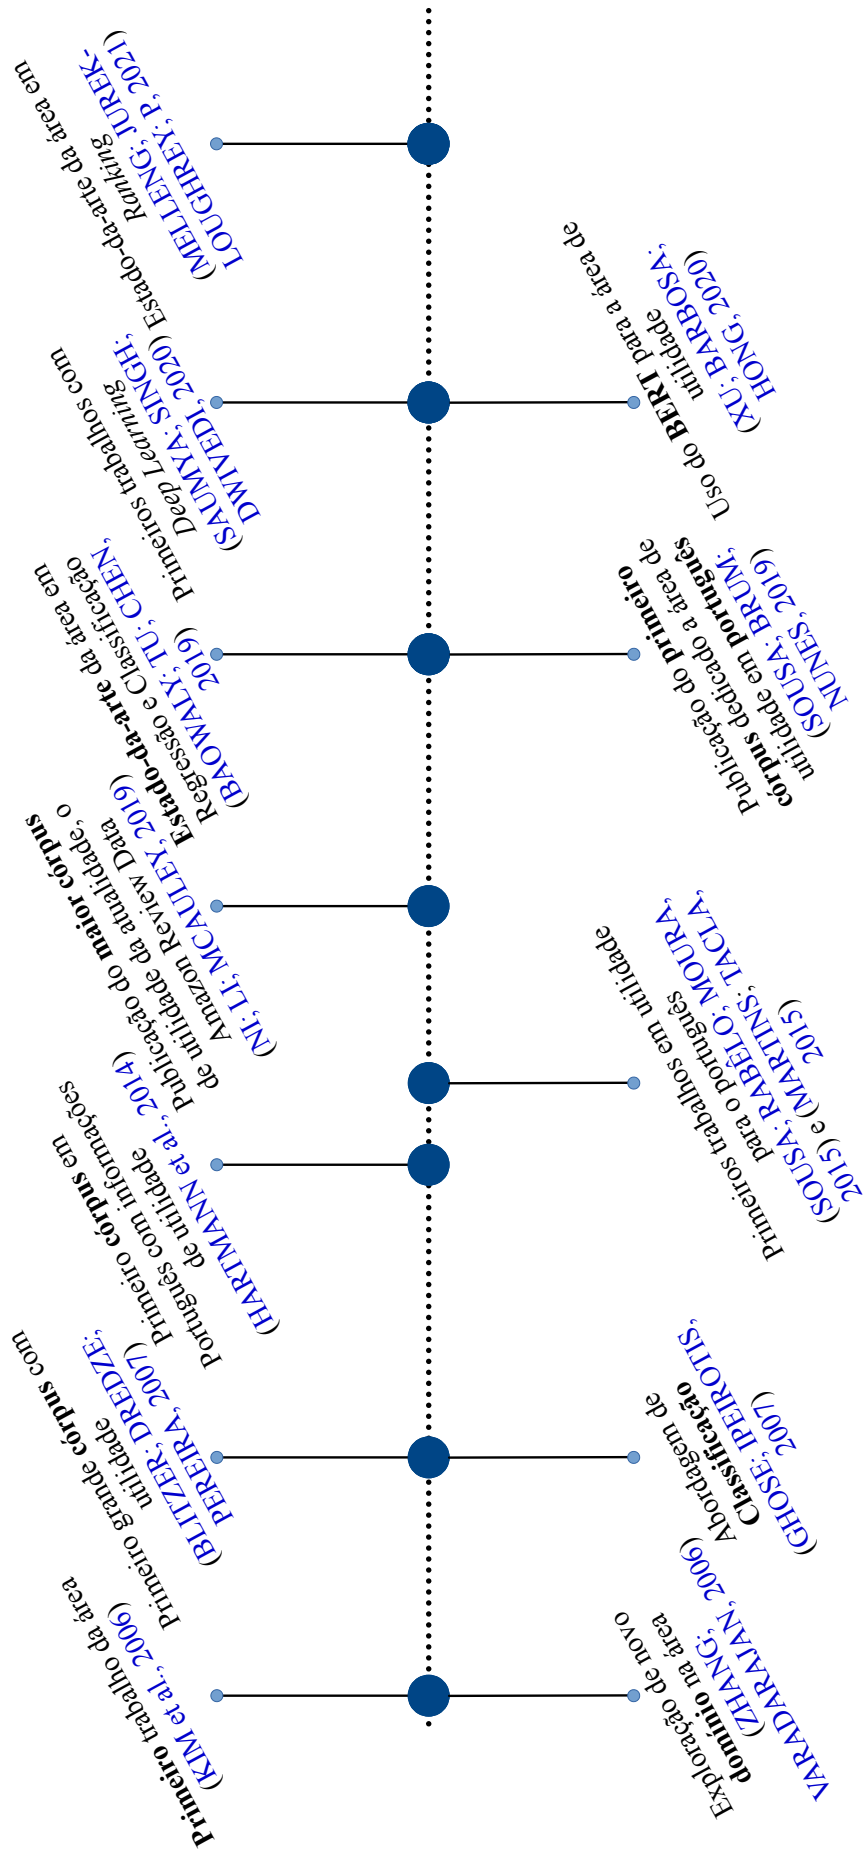 Primeiro trabalho da área
(KIM et al., 2006)
Exploração de novo
domínio na área
(ZHANG; VARADARAJAN, 2006)
Primeiro grande córpus com
utilidade
(BLITZER; DREDZE;
PEREIRA, 2007)
Abordagem de
Classificação
(GHOSE; IPEIROTIS,
2007)
Primeiro córpus em
Português com informações
de utilidade
(HARTMANN et al., 2014)
Primeiros trabalhos em utilidade
para o português
(SOUSA; RABÊLO; MOURA,
2015) e (MARTINS; TACLA,
2015)
Publicação do maior córpus
de utilidade da atualidade, o
Amazon Review Data
(NI; LI; MCAULEY, 2019)
Estado-da-arte da área em
Regressão e Classificação
(BAOWALY; TU; CHEN,
2019)
Publicação do primeiro
córpus dedicado a área de
utilidade em português
(SOUSA; BRUM;
NUNES, 2019)
Primeiros trabalhos com
Deep Learning
(SAUMYA; SINGH;
DWIVEDI, 2020)
Uso do BERT para a área de
utilidade
(XU; BARBOSA;
HONG, 2020)
Estado-da-arte da área em
Ranking
(MELLENG; JUREK-
LOUGHREY; P, 2021)